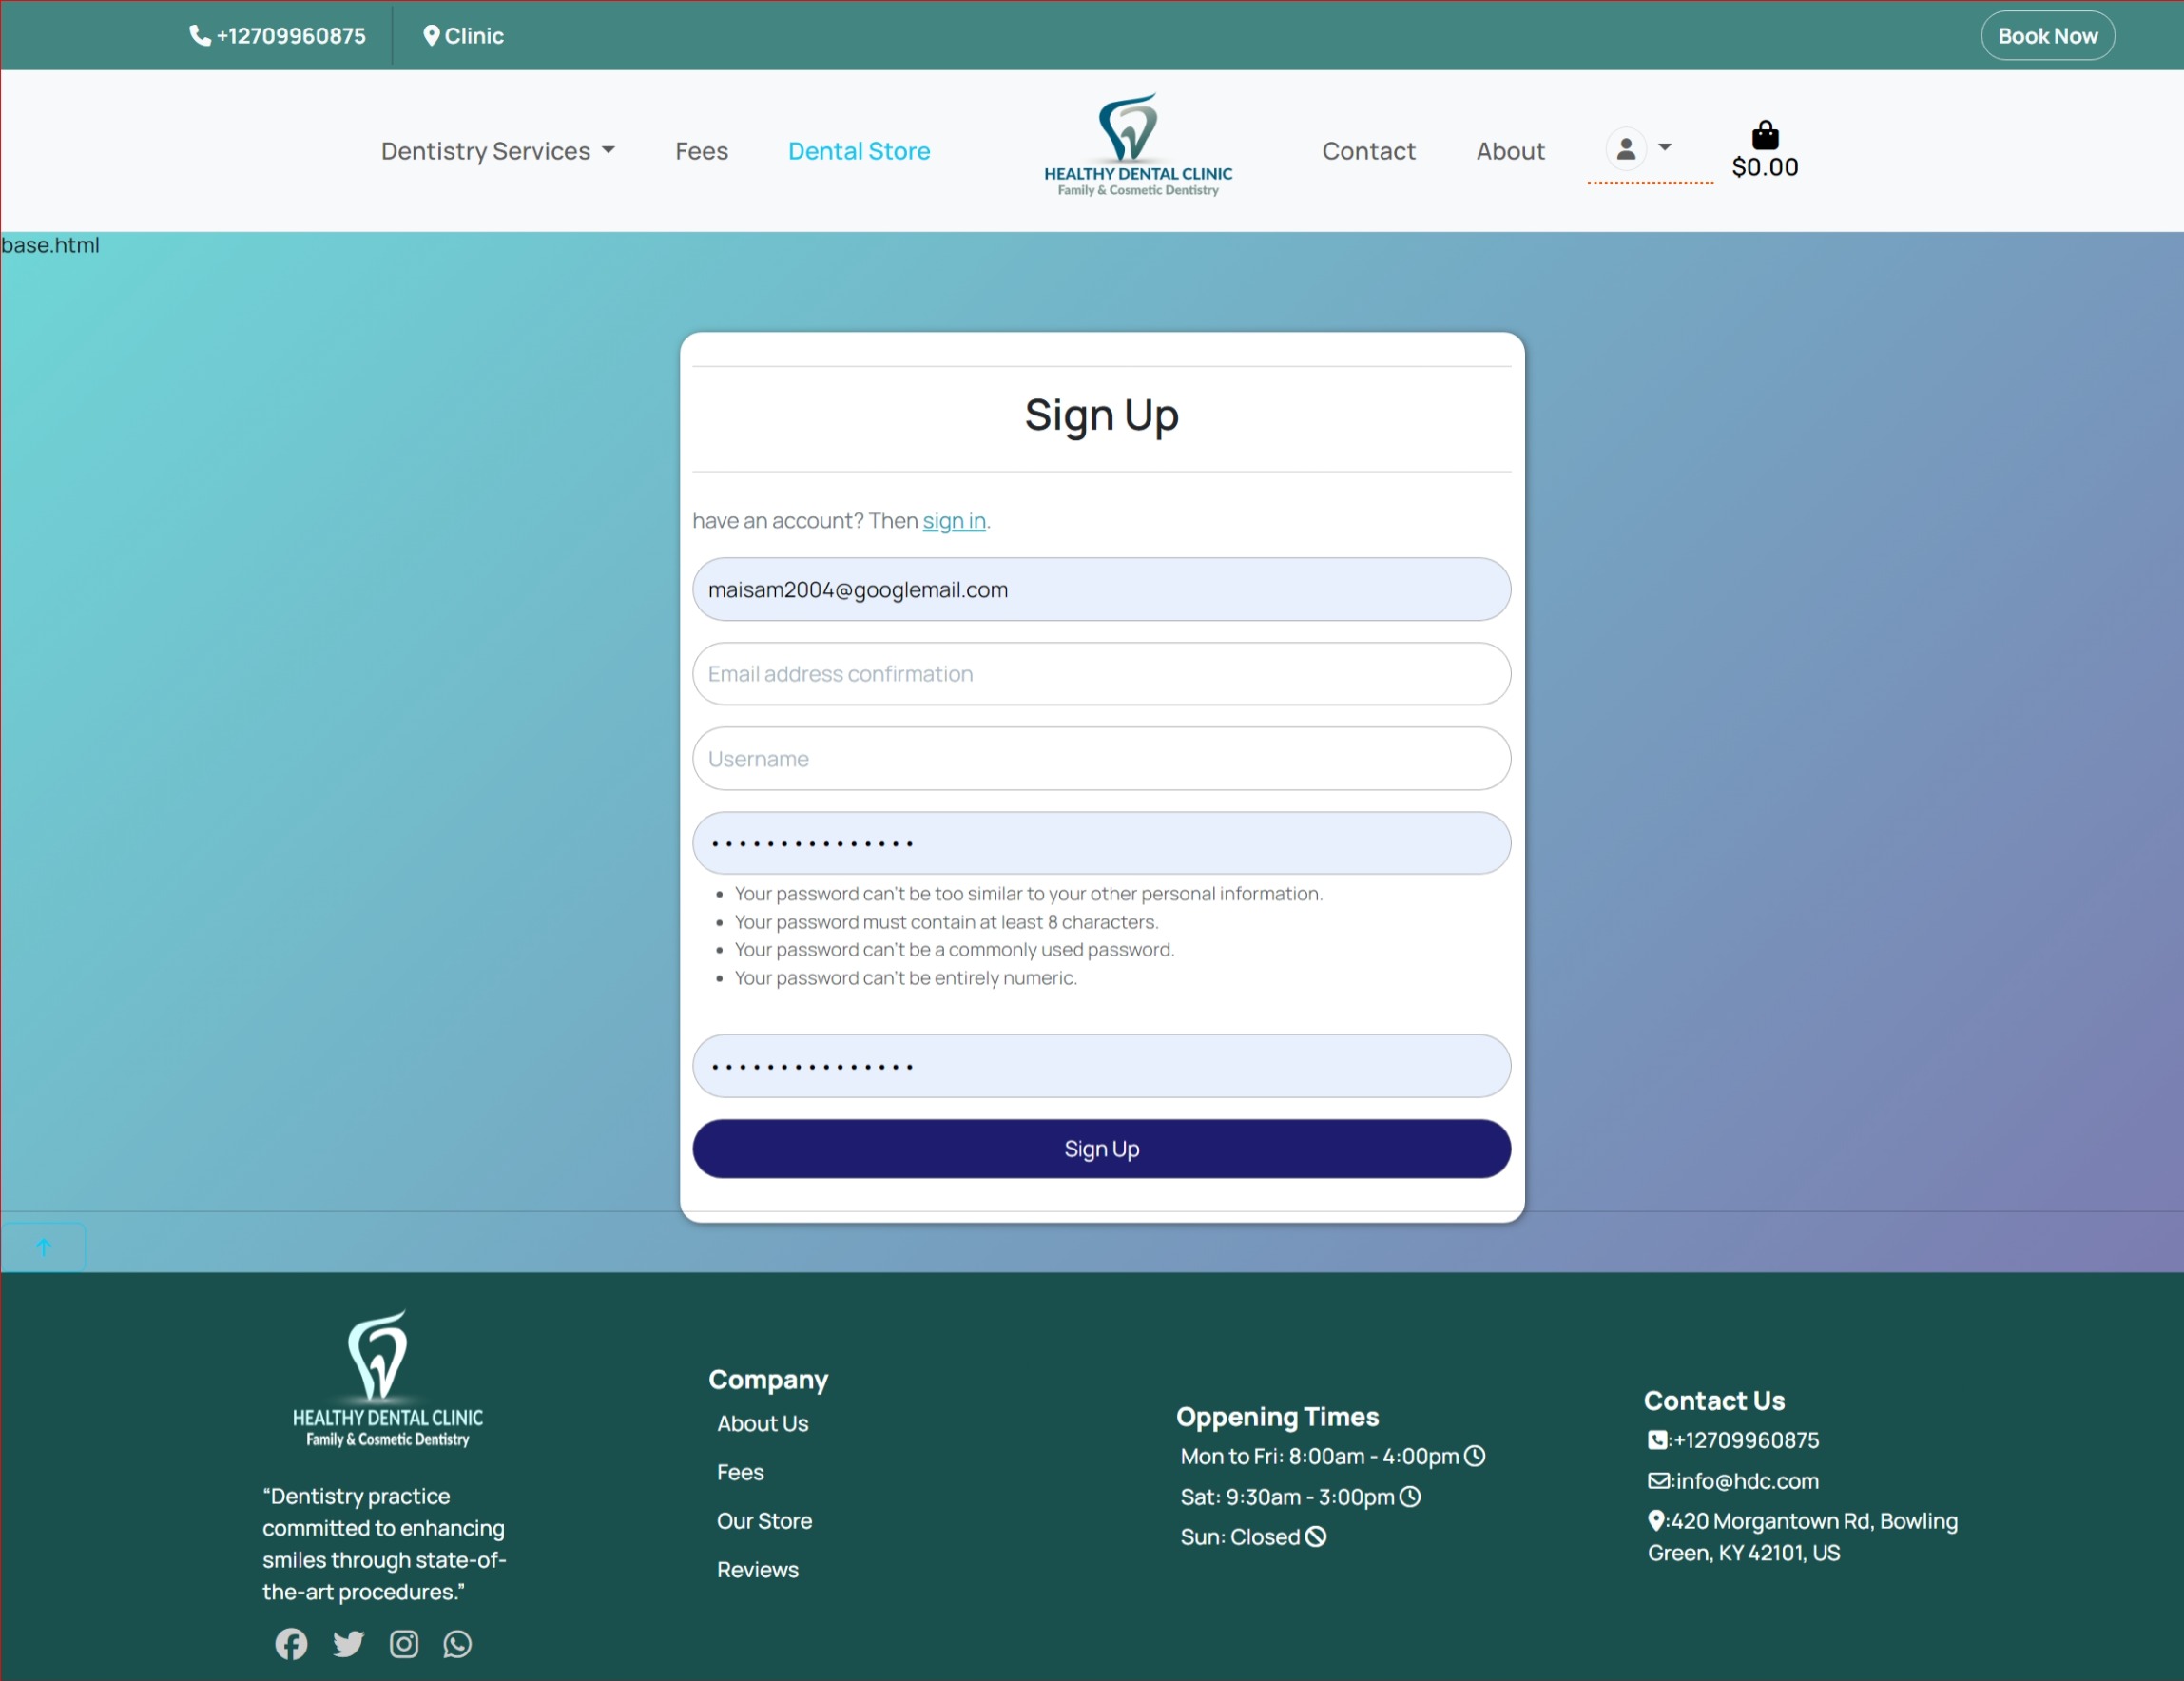 +12709960875
Clinic
Book Now
Dentistry Services
Fees
Dental Store
HEALTHY DENTAL CLINIC
Family & Cosmetic Dentistry
Contact
About
$0.00
base.html
Sign Up
have an account? Then sign in.
maisam2004@googlemail.com
Email address confirmation
Username
•••••••••••••••
• Your password can't be too similar to your other personal information.
• Your password must contain at least 8 characters.
• Your password can't be a commonly used password.
• Your password can't be entirely numeric.
•••••••••••••••
Sign Up
HEALTHY DENTAL CLINIC
Family & Cosmetic Dentistry
“Dentistry practice
committed to enhancing
smiles through state-of-
the-art procedures.”
Company
About Us
Fees
Our Store
Reviews
Oppening Times
Mon to Fri: 8:00am - 4:00pm
Sat: 9:30am - 3:00pm
Sun: Closed
Contact Us
:+12709960875
:info@hdc.com
:420 Morgantown Rd, Bowling
Green, KY 42101, US